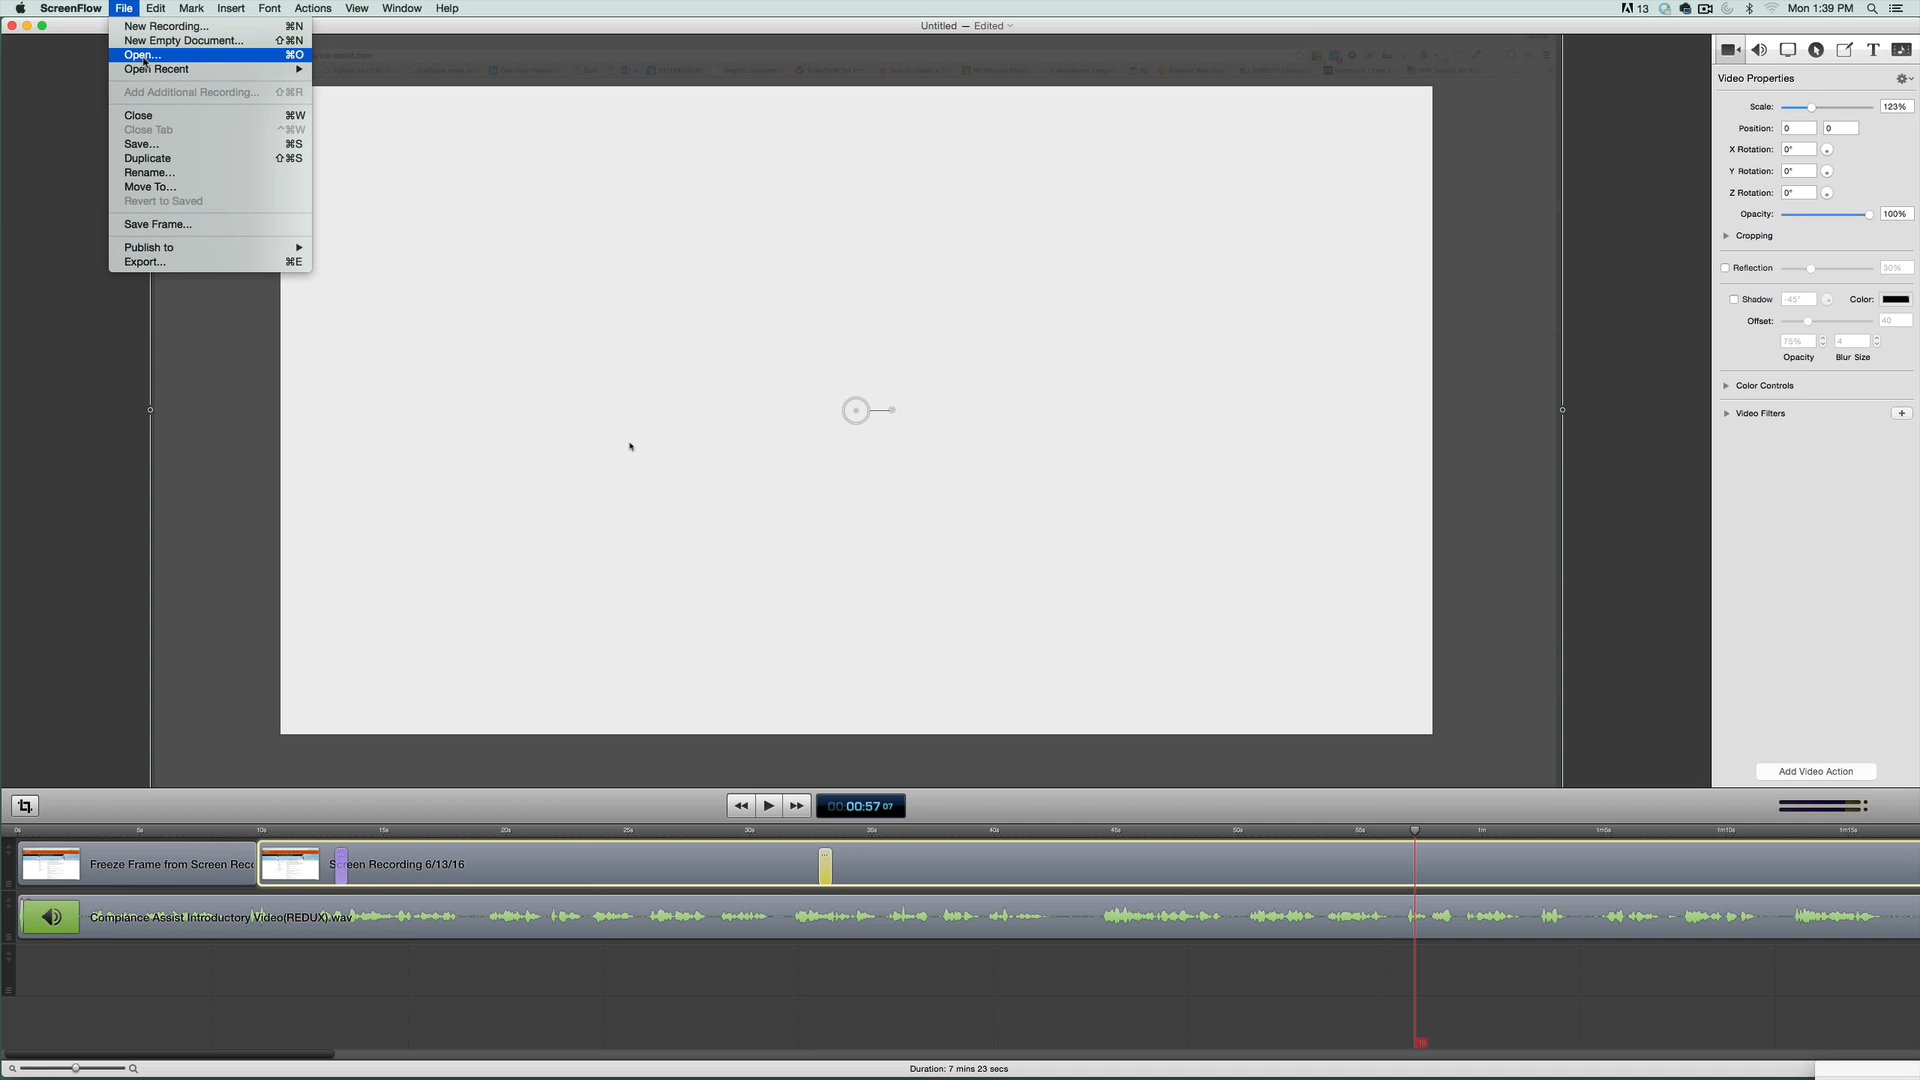 ScreenFlow File Edit Mark Insert Font Actions View Window Help 13 Mon 1:39 PM
Untitled — Edited
New Recording... ⌘N
New Empty Document... ⇧⌘N
Open... ⌘O
Open Recent
Add Additional Recording... ⇧⌘R
Close ⌘W
Close Tab ^⌘W
Save... ⌘S
Duplicate ⇧⌘S
Rename...
Move To...
Revert to Saved
Save Frame...
Publish to
Export... ⌘E
Video Properties
Scale: 123%
Position: 0 0
X Rotation: 0°
Y Rotation: 0°
Z Rotation: 0°
Opacity: 100%
Cropping
Reflection 30%
Shadow -45° Color:
Offset: 40
75% 4
Opacity Blur Size
Color Controls
Video Filters +
Add Video Action
00:00:57 07
0s 5s 10s 15s 20s 25s 30s 35s 40s 45s 50s 55s 1m 1m5s 1m10s 1m15s
Freeze Frame from Screen Reco
Screen Recording 6/13/16
Compliance Assist Introductory Video(REDUX).wav
Duration: 7 mins 23 secs